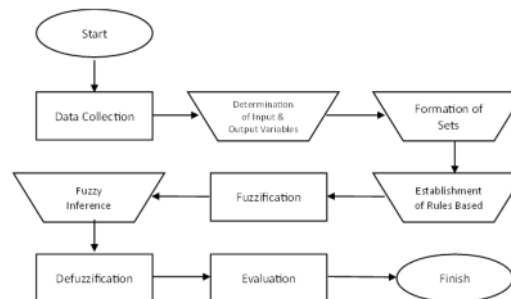 Start
Data Collection
Determination
of Input &
Output Variables
Formation of
Sets
Establishment
of Rules Based
Fuzzification
Fuzzy
Inference
Defuzzification
Evaluation
Finish